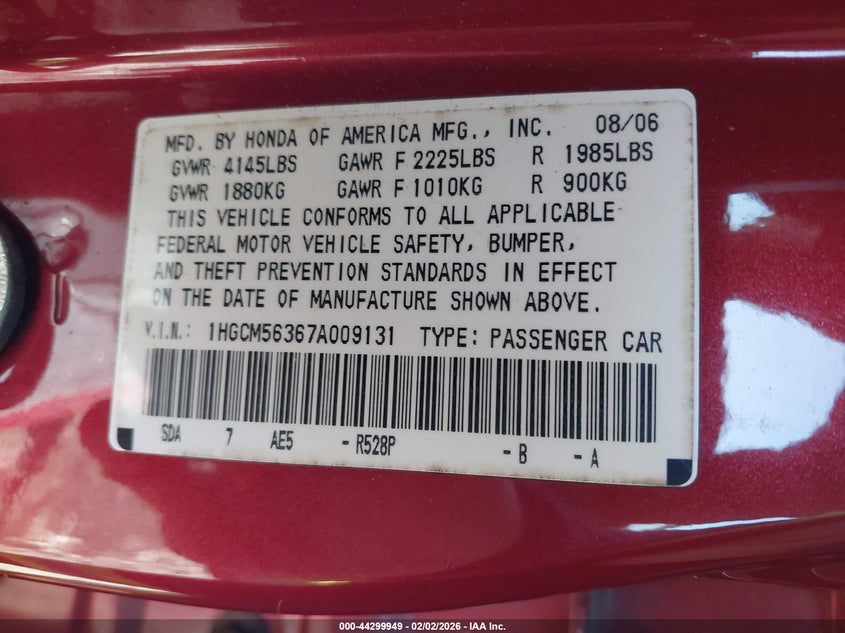 MFD. BY HONDA OF AMERICA MFG., INC. 08/06
GVWR 4145LBS GAWR F 2225LBS R 1985LBS
GVWR 1880KG GAWR F 1010KG R 900KG
THIS VEHICLE CONFORMS TO ALL APPLICABLE
FEDERAL MOTOR VEHICLE SAFETY, BUMPER,
AND THEFT PREVENTION STANDARDS IN EFFECT
ON THE DATE OF MANUFACTURE SHOWN ABOVE.
V.I.N.: 1HGCM56367A009131 TYPE: PASSENGER CAR
SDA 7 AE5 - R528P - B - A
000-44299949 - 02/02/2026 - IAA Inc.